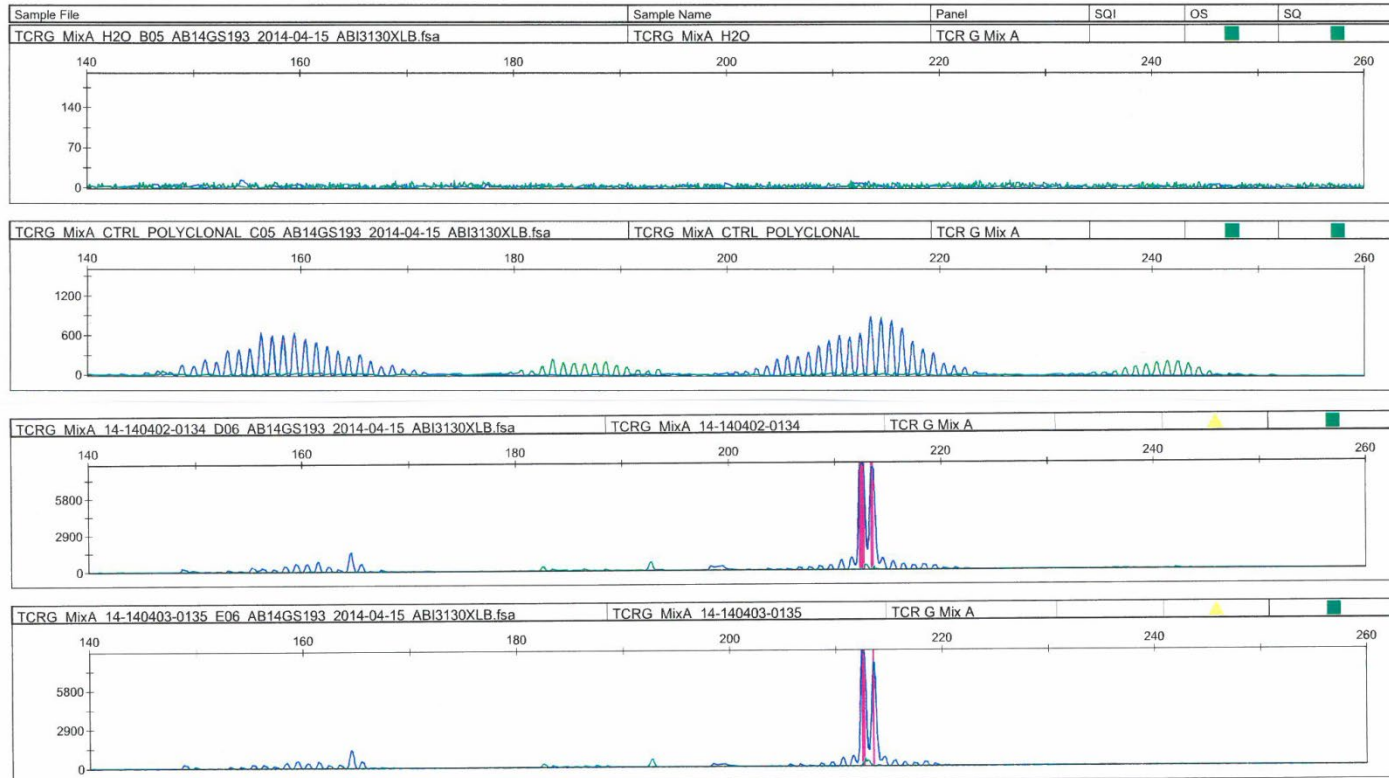 Sample File Sample Name Panel SQI OS SQ
TCRG_MixA_H2O_B05_AB14GS193_2014-04-15_ABI3130XLB.fsa TCRG_MixA_H2O TCR G Mix A
140 160 180 200 220 240 260
140
70
0
TCRG_MixA_CTRL_POLYCLONAL_C05_AB14GS193_2014-04-15_ABI3130XLB.fsa TCRG_MixA_CTRL_POLYCLONAL TCR G Mix A
140 160 180 200 220 240 260
1200
600
0
TCRG_MixA_14-140402-0134_D06_AB14GS193_2014-04-15_ABI3130XLB.fsa TCRG_MixA_14-140402-0134 TCR G Mix A
140 160 180 200 220 240 260
5800
2900
0
TCRG_MixA_14-140403-0135_E06_AB14GS193_2014-04-15_ABI3130XLB.fsa TCRG_MixA_14-140403-0135 TCR G Mix A
140 160 180 200 220 240 260
5800
2900
0